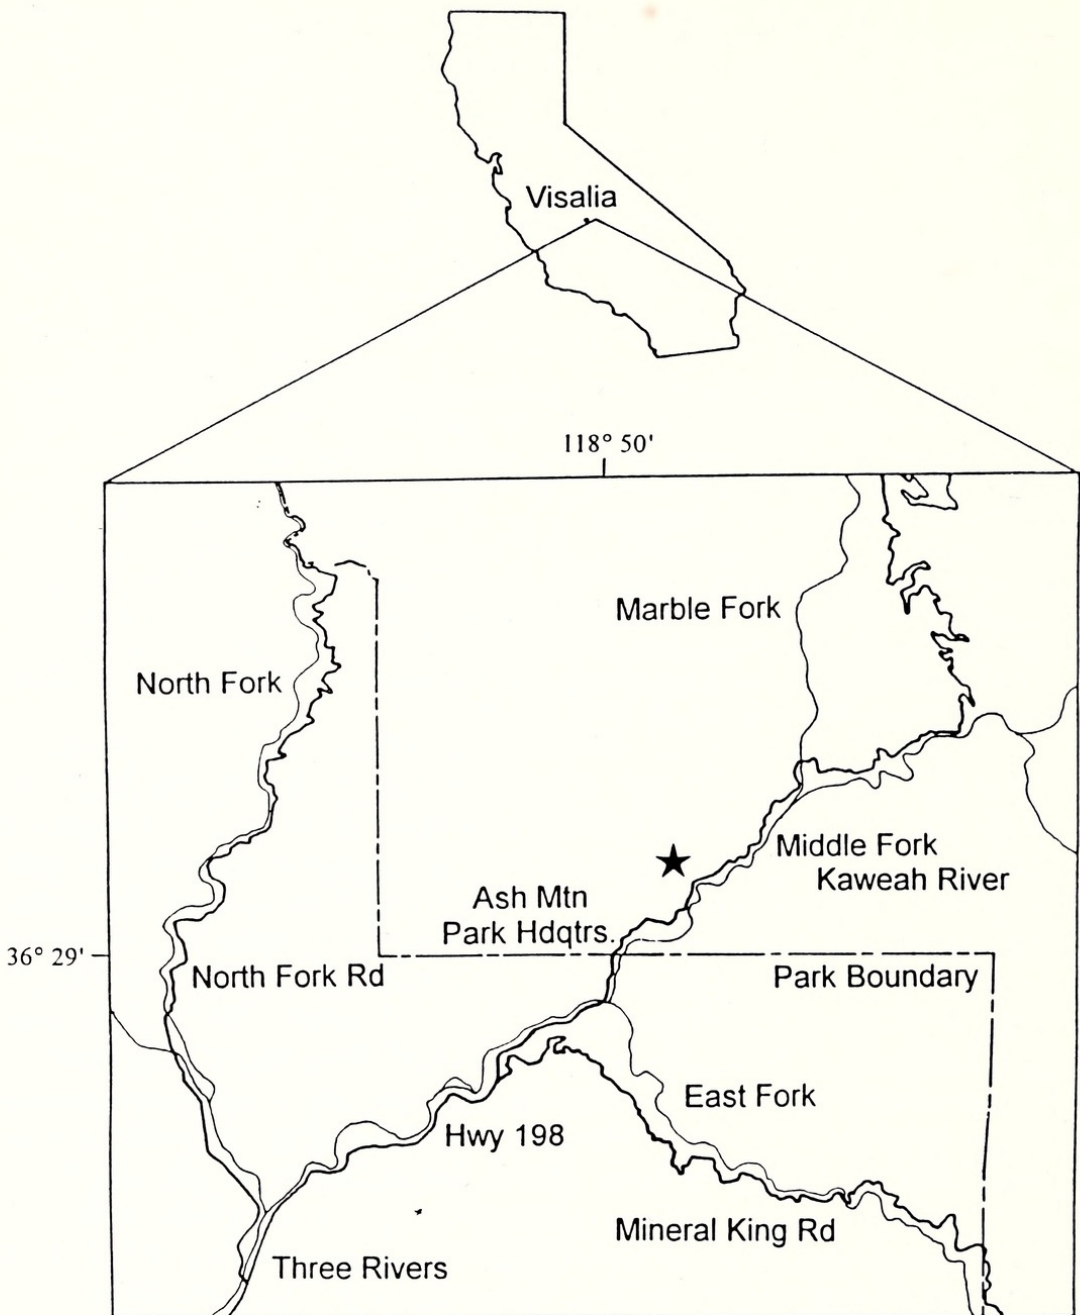 Visalia
118° 50'
Marble Fork
North Fork
Middle Fork
Kaweah River
Ash Mtn
Park Hdqtrs.
36° 29'
North Fork Rd
Park Boundary
East Fork
Hwy 198
Mineral King Rd
Three Rivers